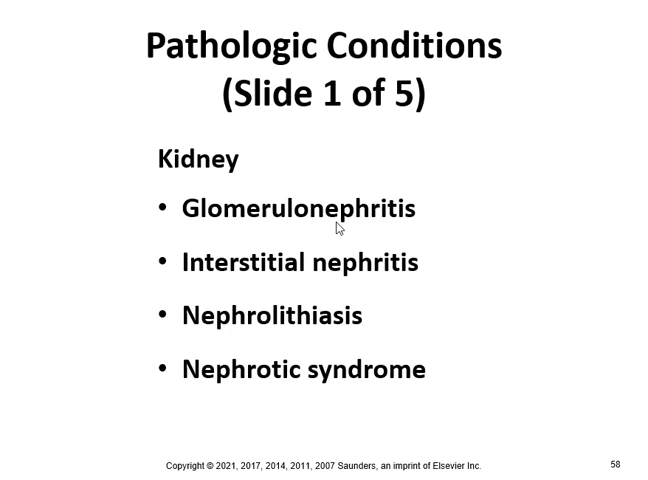 Pathologic Conditions
(Slide 1 of 5)
Kidney
• Glomerulonephritis
• Interstitial nephritis
• Nephrolithiasis
• Nephrotic syndrome
Copyright © 2021, 2017, 2014, 2011, 2007 Saunders, an imprint of Elsevier Inc.
58